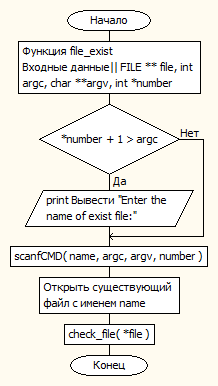 Начало
Функция file_exist
Входные данные|| FILE ** file, int
argc, char **argv, int *number
*number + 1 > argc
Нет
Да
print Вывести "Enter the
name of exist file:"
scanfCMD( name, argc, argv, number )
Открыть существующий
файл с именем name
check_file( *file )
Конец